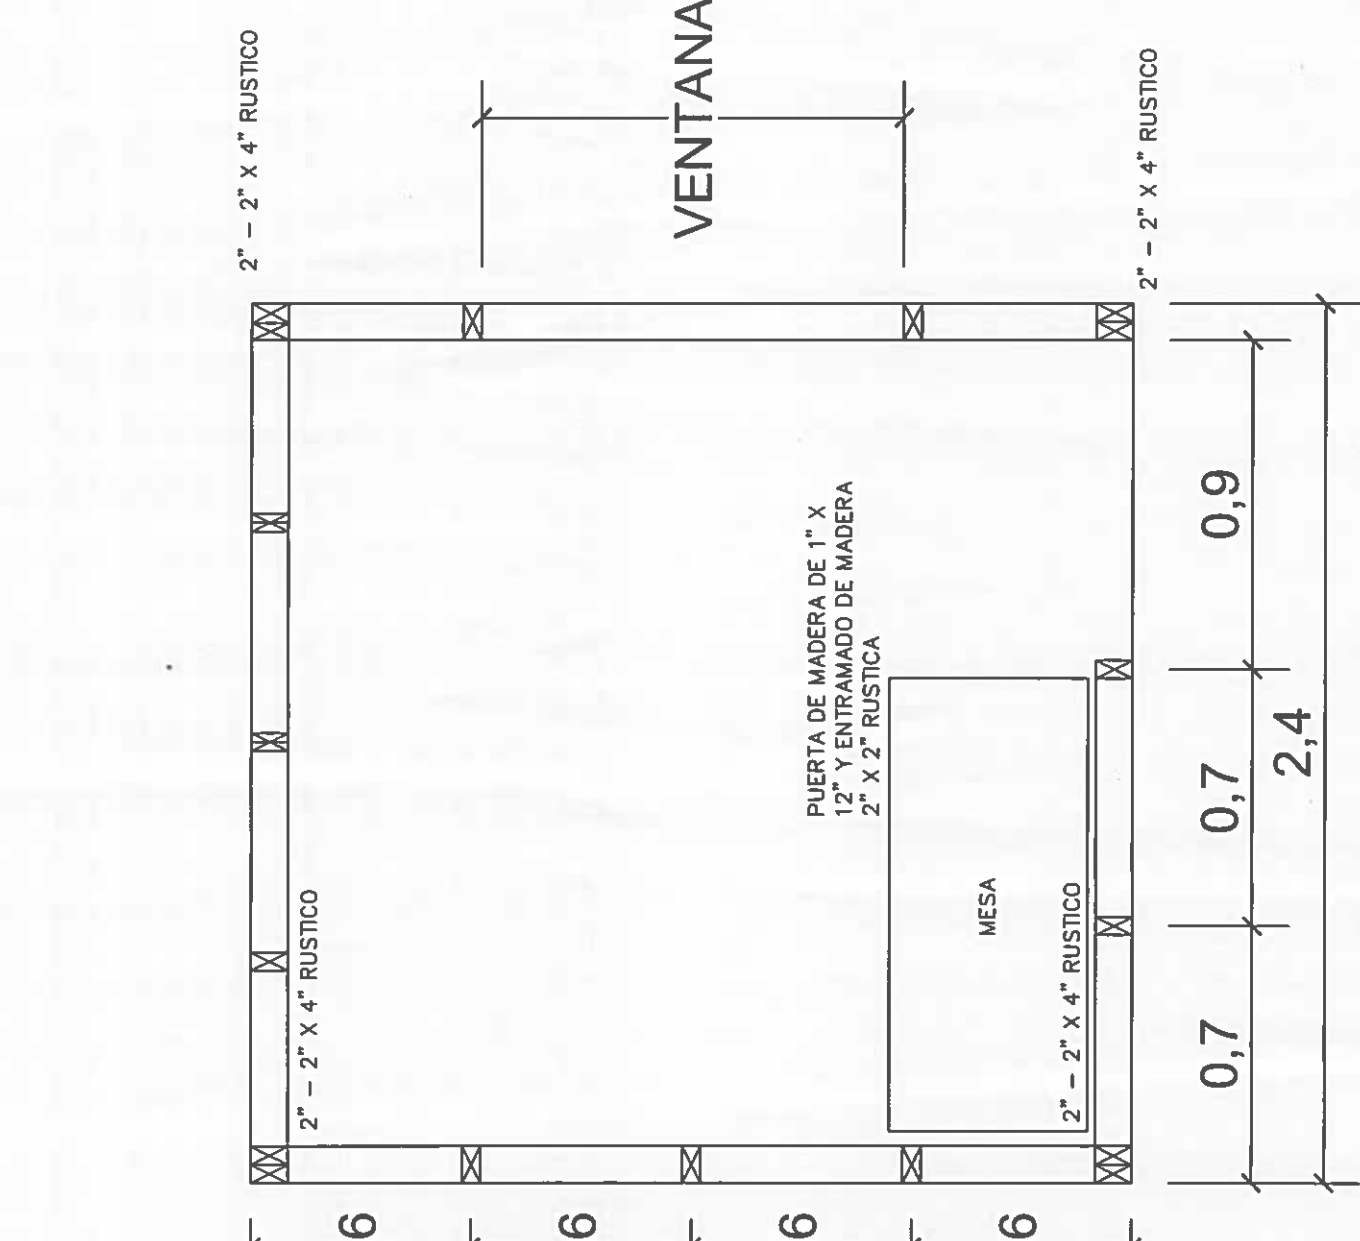 2" – 2" X 4" RUSTICO
VENTANA
2" – 2" X 4" RUSTICO
PUERTA DE MADERA DE 1" X
12" Y ENTRAMADO DE MADERA
2" X 2" RUSTICA
MESA
2" – 2" X 4" RUSTICO
2" – 2" X 4" RUSTICO
0,7
0,7
0,9
2,4
6
6
6
6